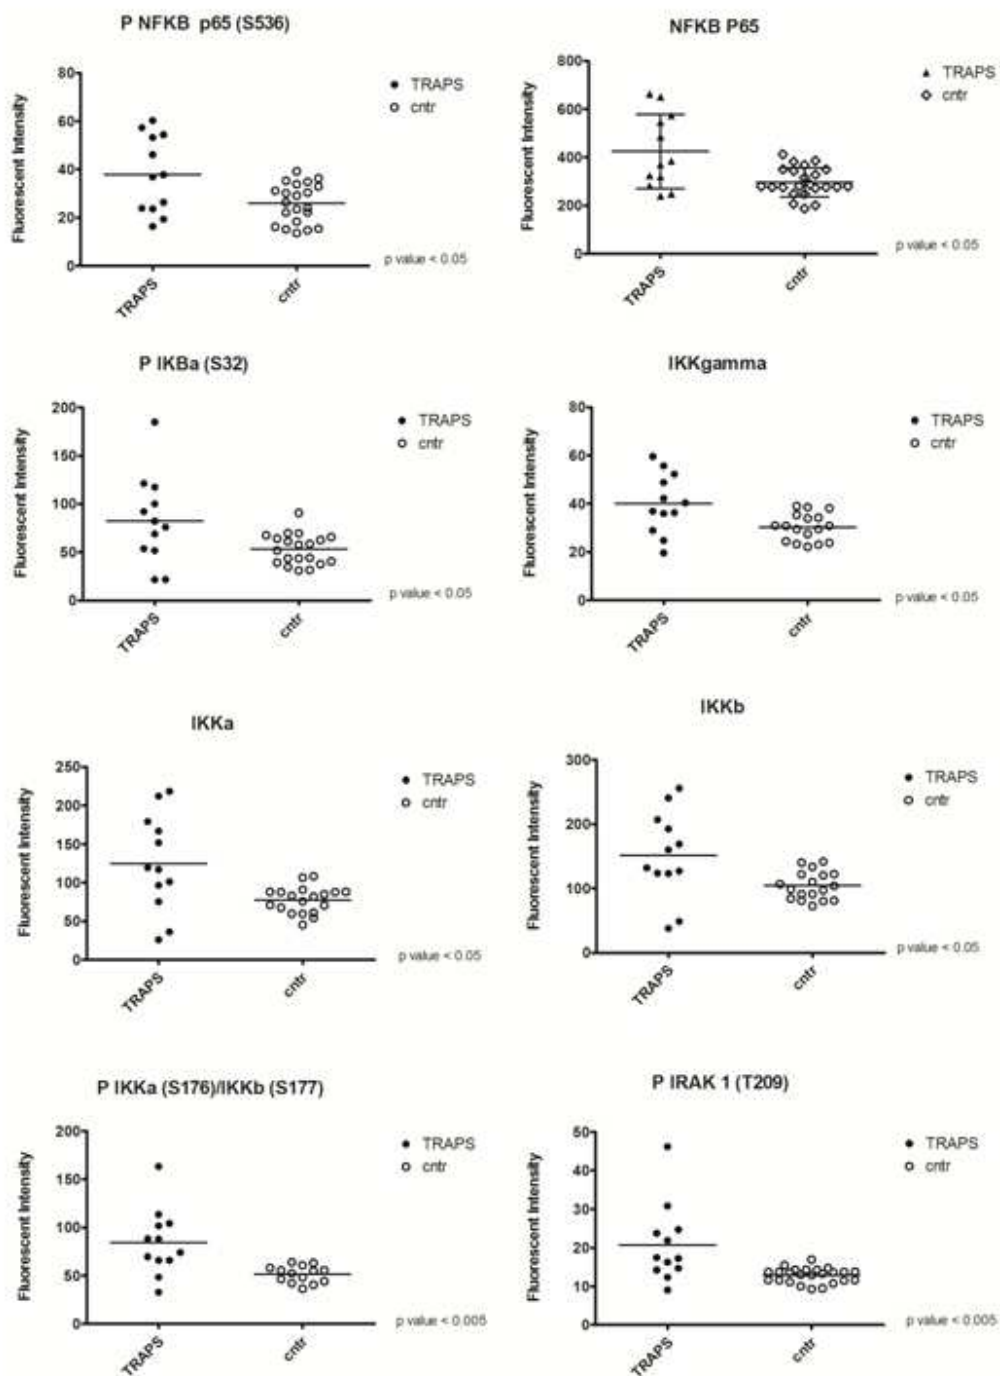 P NFKB p65 (S536)
80
60
40
20
0
Fluorescent Intensity
TRAPS
cntr
TRAPS
cntr
p value < 0.05
NFKB P65
800
600
400
200
0
Fluorescent Intensity
TRAPS
cntr
TRAPS
cntr
p value < 0.05
P IKBa (S32)
200
150
100
50
0
Fluorescent Intensity
TRAPS
cntr
TRAPS
cntr
p value < 0.05
IKKgamma
80
60
40
20
0
Fluorescent Intensity
TRAPS
cntr
TRAPS
cntr
p value < 0.05
IKKa
250
200
150
100
50
0
Fluorescent Intensity
TRAPS
cntr
TRAPS
cntr
p value < 0.05
IKKb
300
200
100
0
Fluorescent Intensity
TRAPS
cntr
TRAPS
cntr
p value < 0.05
P IKKa (S176)/IKKb (S177)
200
150
100
50
0
Fluorescent Intensity
TRAPS
cntr
TRAPS
cntr
p value < 0.005
P IRAK 1 (T209)
50
40
30
20
10
0
Fluorescent Intensity
TRAPS
cntr
TRAPS
cntr
p value < 0.005